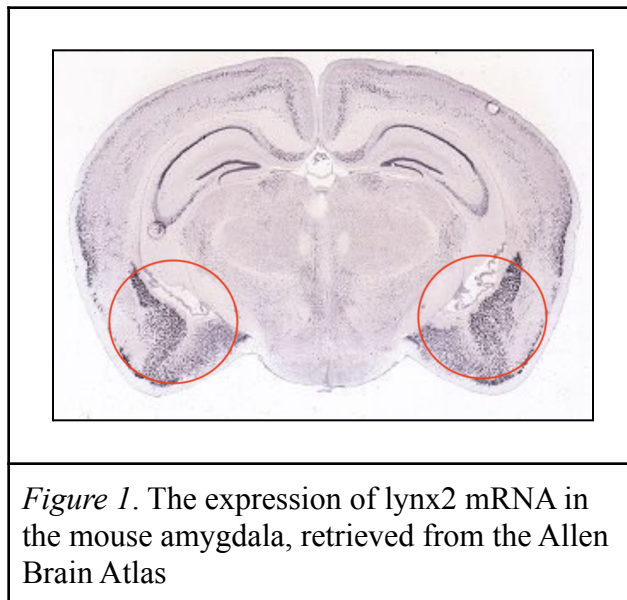 Figure 1. The expression of lynx2 mRNA in
the mouse amygdala, retrieved from the Allen
Brain Atlas